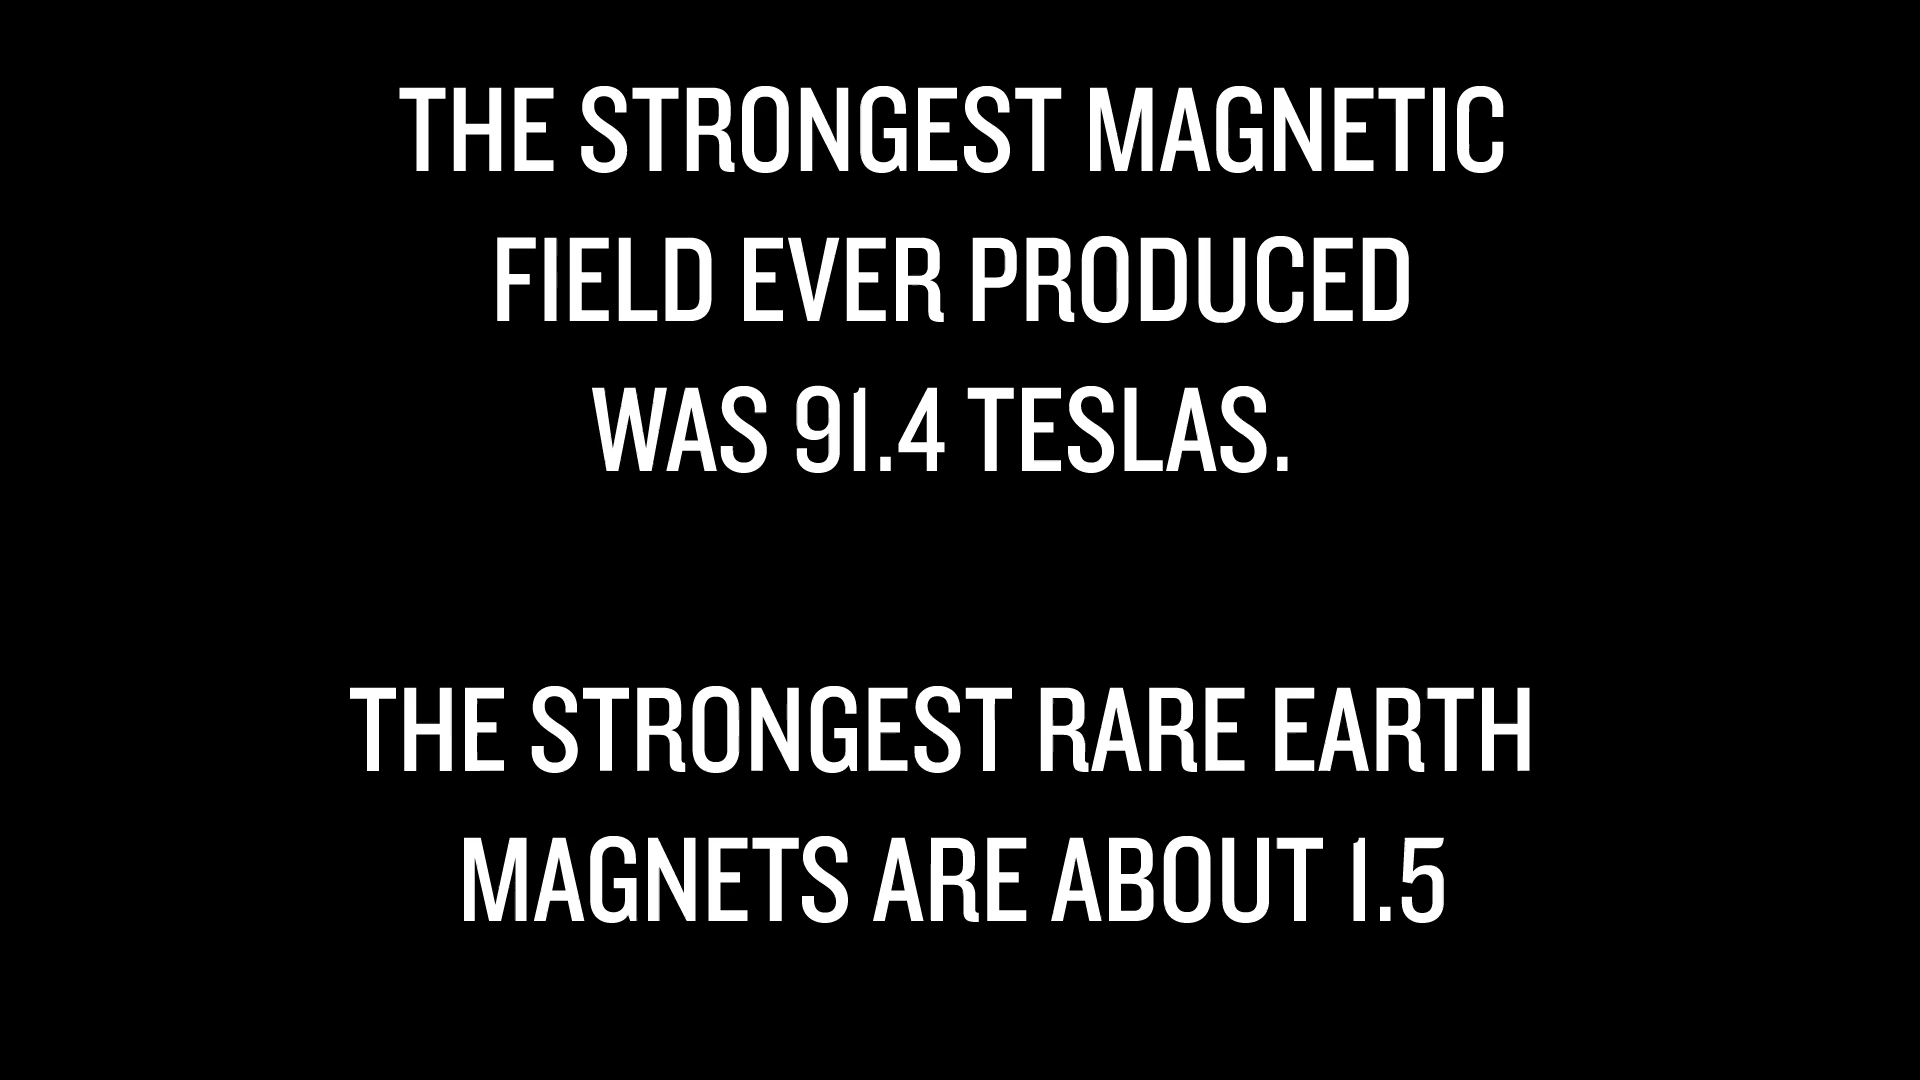 THE STRONGEST MAGNETIC
FIELD EVER PRODUCED
WAS 91.4 TESLAS.
THE STRONGEST RARE EARTH
MAGNETS ARE ABOUT 1.5